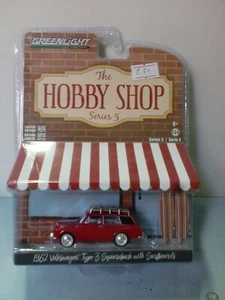 GREENLIGHT
The
HOBBY SHOP
Series 5
1962 Volkswagen Type 3 Squareback with Surfboards